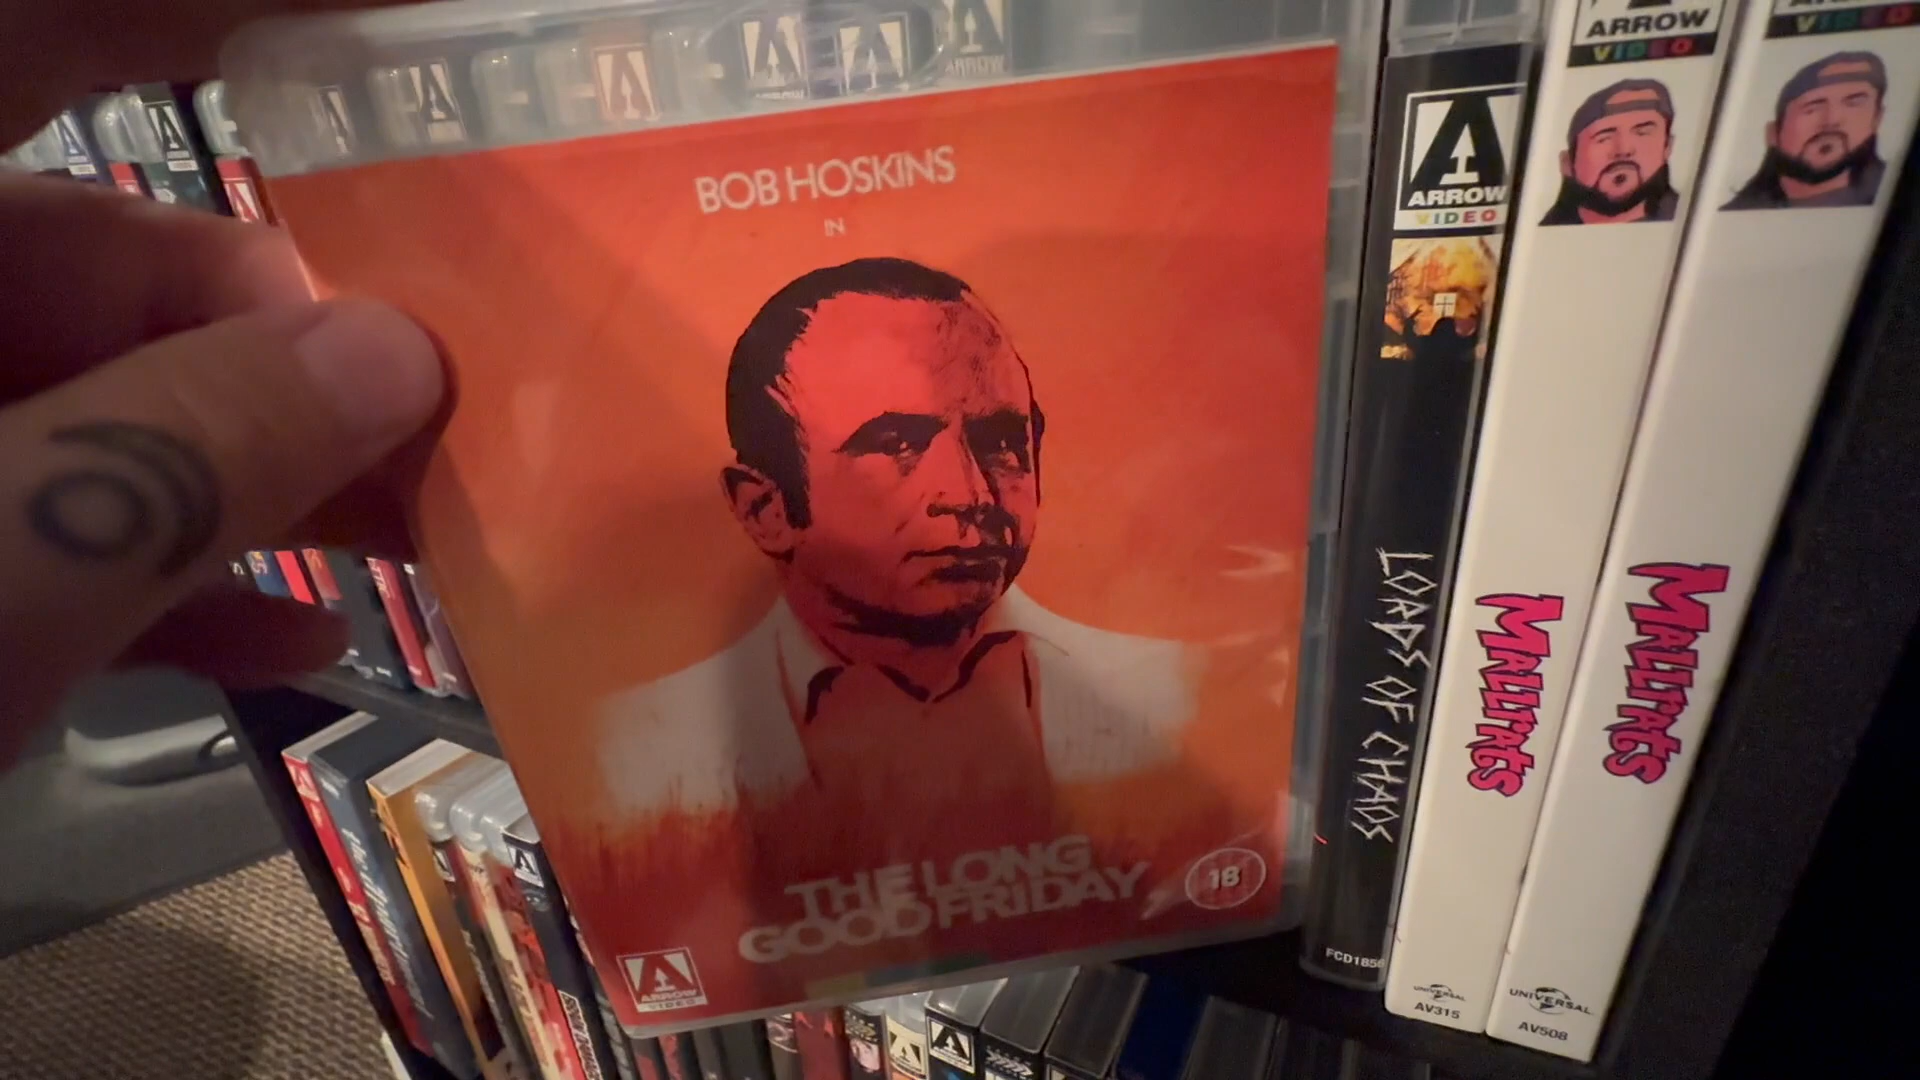 BOB HOSKINS
IN
THE LONG
GOOD FRIDAY
18
ARROW
VIDEO
ARROW
VIDEO
LORDS OF CHAOS
FCD1856
ARROW
VIDEO
MALLRATS
UNIVERSAL
AV315
VIDEO
MALLRATS
UNIVERSAL
AV508
ARROW